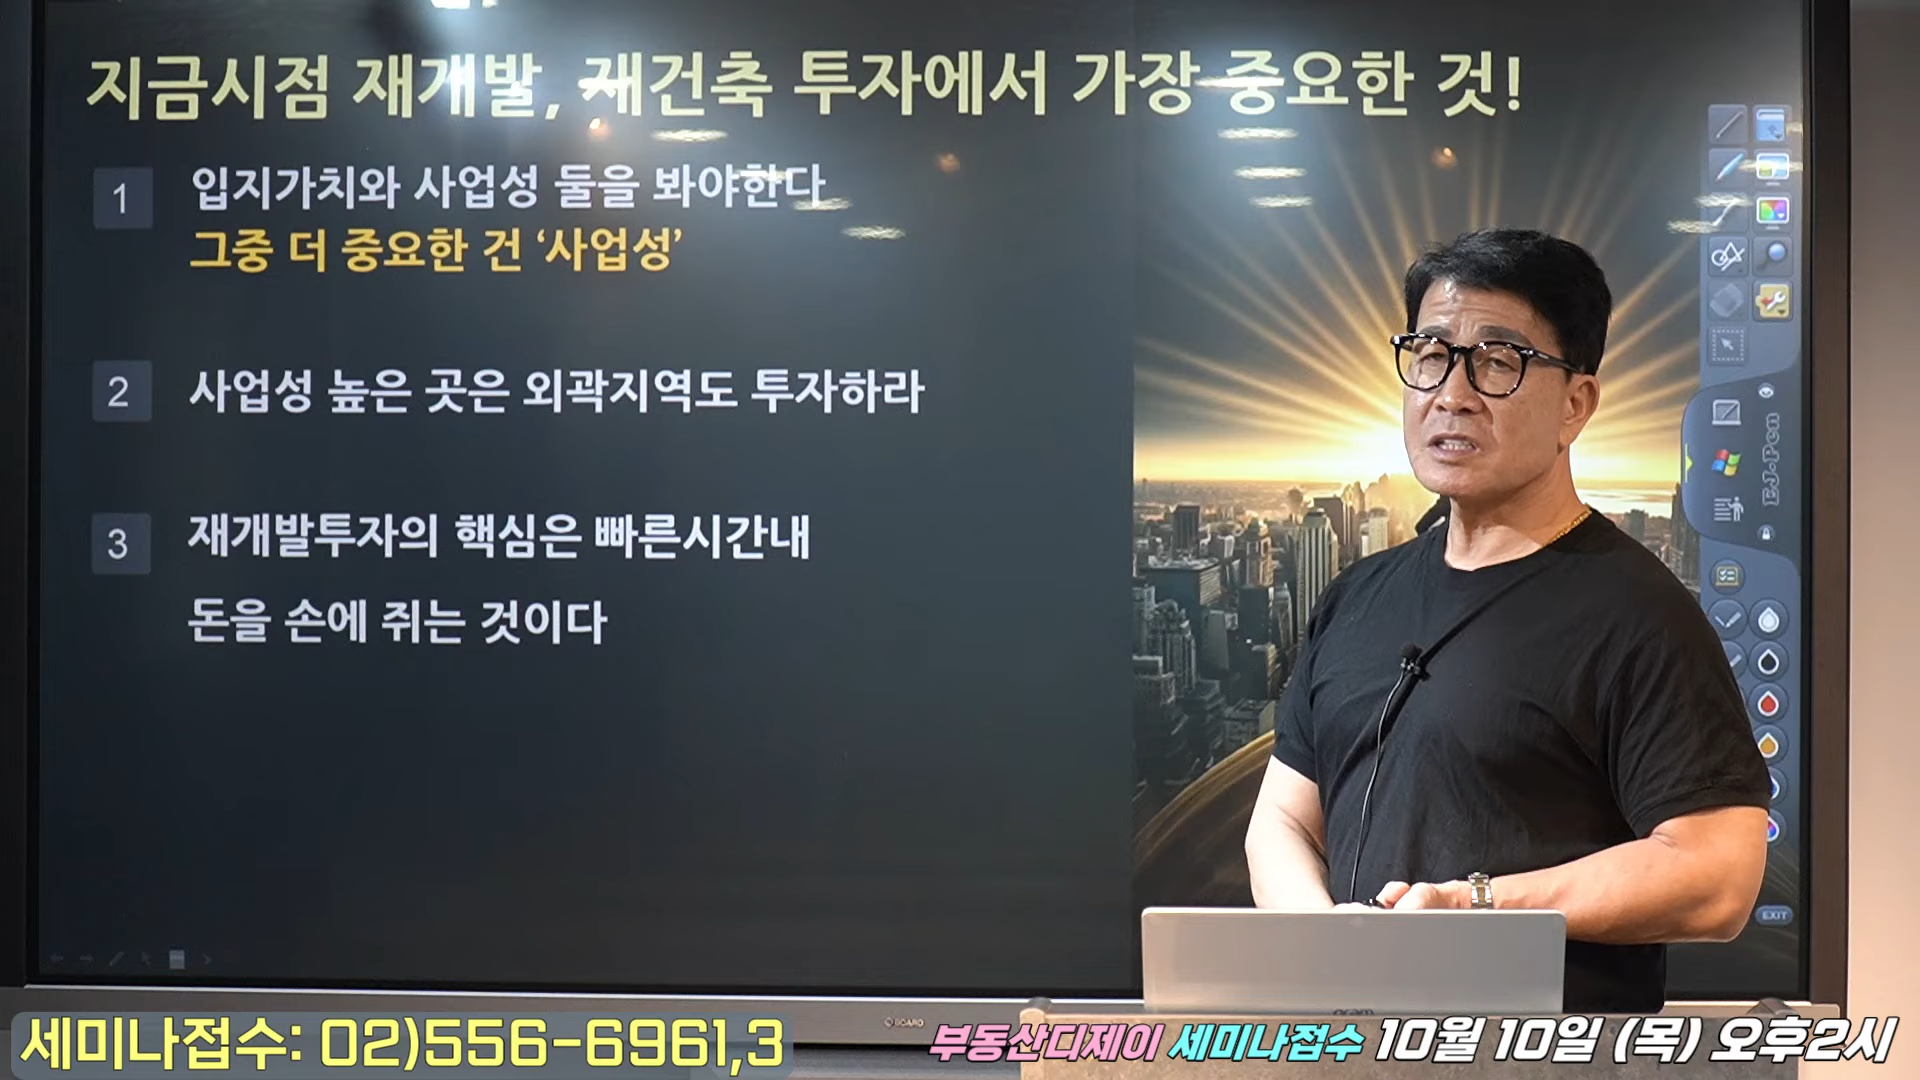 지금시점 재개발, 재건축 투자에서 가장 중요한 것!
1
입지가치와 사업성 둘을 봐야한다
그중 더 중요한 건 ‘사업성’
2
사업성 높은 곳은 외곽지역도 투자하라
3
재개발투자의 핵심은 빠른시간내
돈을 손에 쥐는 것이다
EJ-Pen
EXIT
세미나접수: 02)556-6961,3
부동산디제이 세미나접수 10월 10일 (목) 오후2시